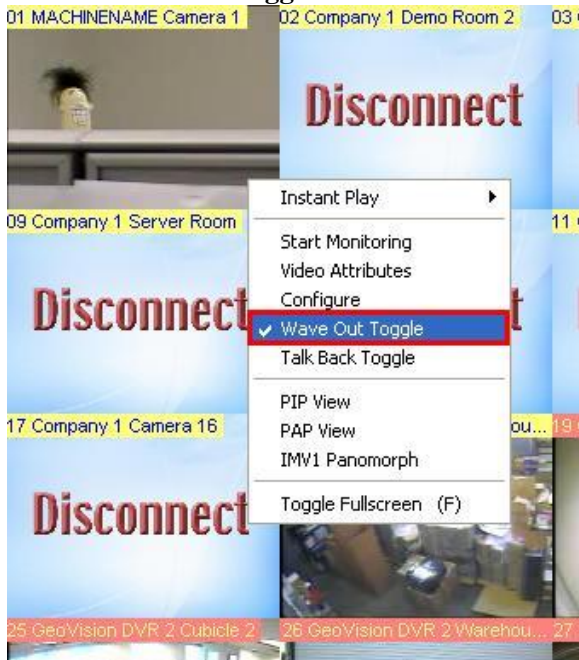 01 MACHINENAME Camera 1
02 Company 1 Demo Room 2
03
Disconnect
Instant Play
09 Company 1 Server Room
11
Start Monitoring
Video Attributes
Configure
Disconnect
Wave Out Toggle
Talk Back Toggle
PIP View
17 Company 1 Camera 16
ou...
19
PAP View
IMV1 Panomorph
Disconnect
Toggle Fullscreen (F)
25 GeoVision DVR 2 Cubicle 2
26 GeoVision DVR 2 Warehou...
27